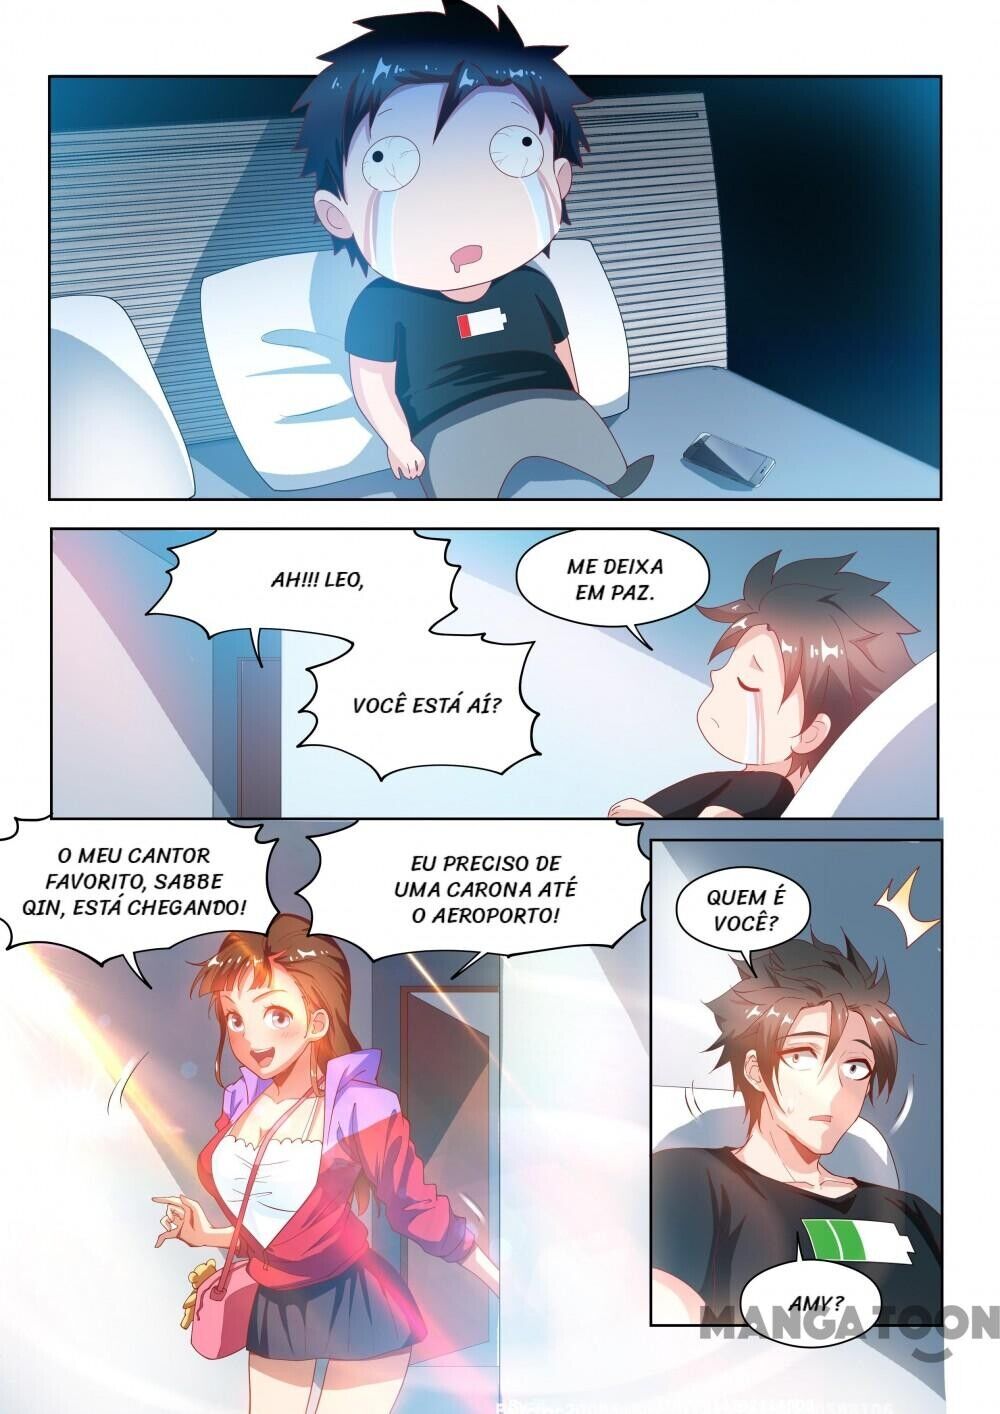 AH!!! LEO,
ME DEIXA
EM PAZ.
VOCÊ ESTÁ AÍ?
O MEU CANTOR
FAVORITO, SABBE
QIN, ESTÁ CHEGANDO!
EU PRECISO DE
UMA CARONA ATÉ
O AEROPORTO!
QUEM É
VOCÊ?
AMY?
MANGATOON